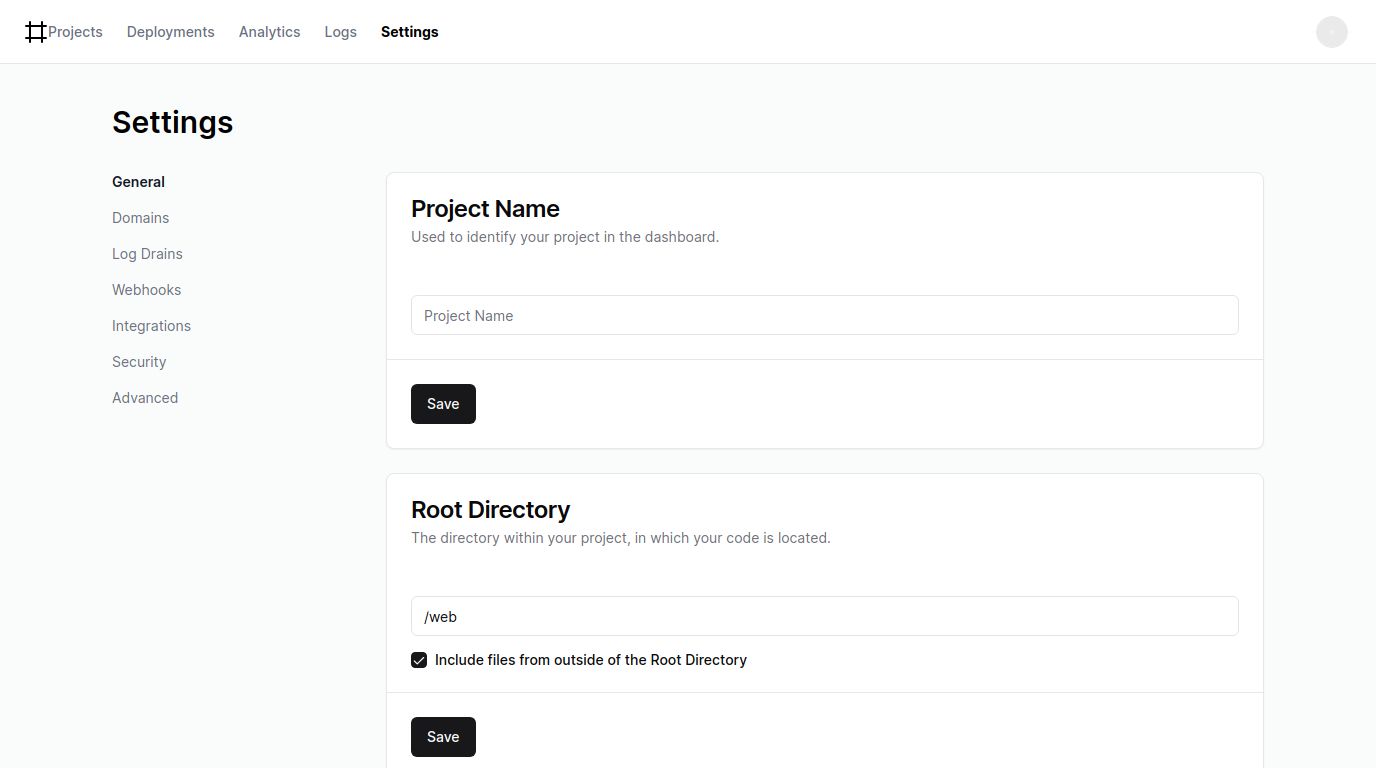 Projects Deployments Analytics Logs Settings
Settings
General
Domains
Log Drains
Webhooks
Integrations
Security
Advanced
Project Name
Used to identify your project in the dashboard.
Project Name
Save
Root Directory
The directory within your project, in which your code is located.
/web
Include files from outside of the Root Directory
Save